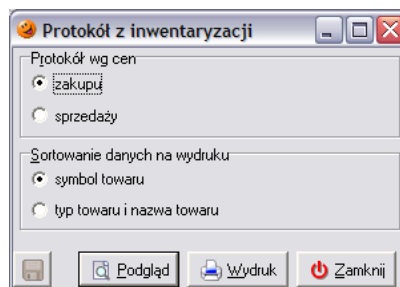 Protokół z inwentaryzacji
Protokół wg cen
zakupu
sprzedaży
Sortowanie danych na wydruku
symbol towaru
typ towaru i nazwa towaru
Podgląd Wydruk Zamknij